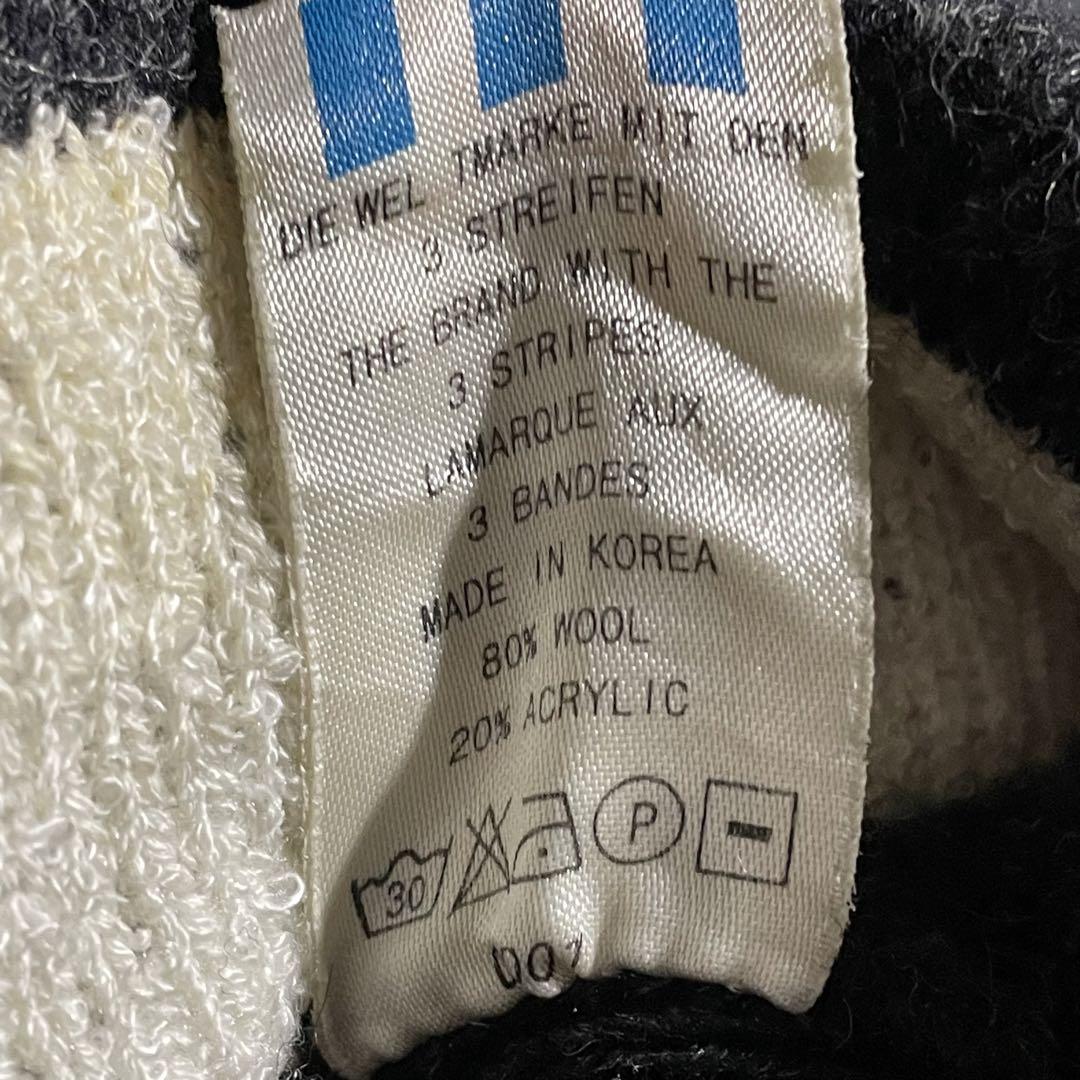 DIE WEL TMARKE MIT DEN
3 STREIFEN
THE BRAND WITH THE
3 STRIPES
LAMARQUE AUX
3 BANDES
MADE IN KOREA
80% WOOL
20% ACRYLIC
30 P